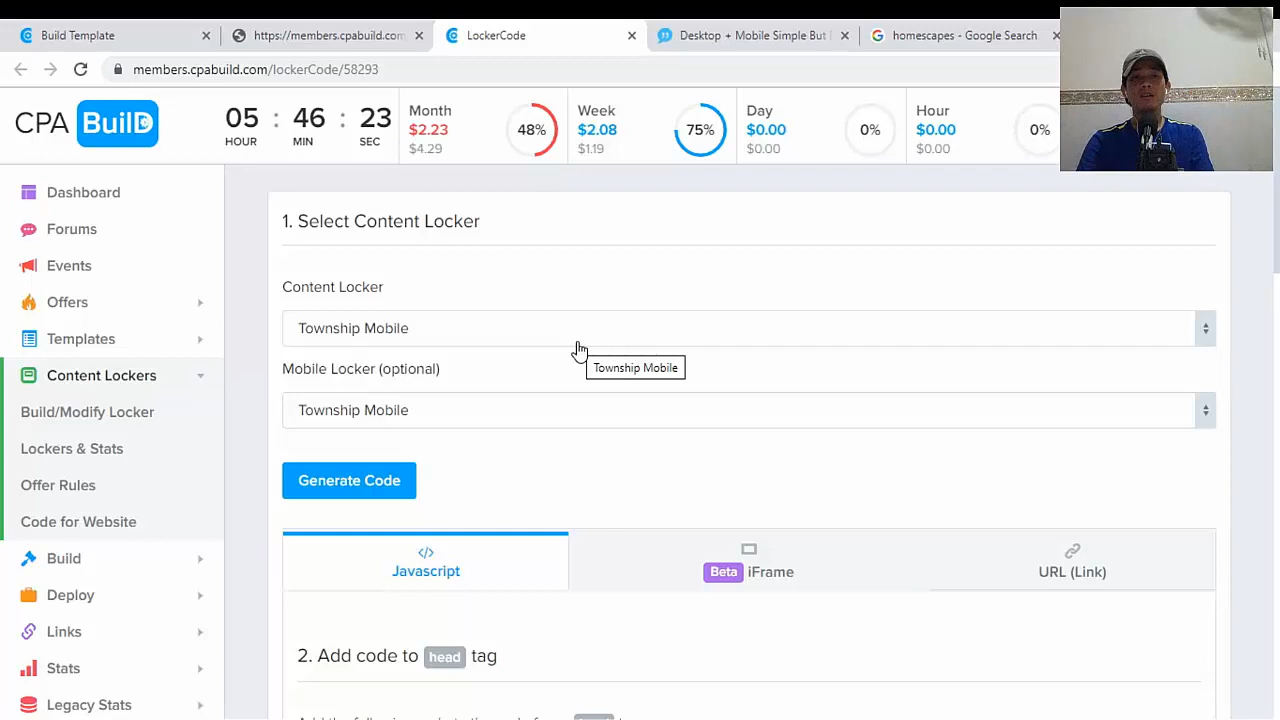 Build Template
https://members.cpabuild.com
LockerCode
Desktop + Mobile Simple But
homescapes - Google Search
members.cpabuild.com/lockerCode/58293
CPA BuilD
05 : 46 : 23
HOUR MIN SEC
Month
$2.23
$4.29
48%
Week
$2.08
$1.19
75%
Day
$0.00
$0.00
0%
Hour
$0.00
$0.00
0%
Dashboard
Forums
Events
Offers
Templates
Content Lockers
Build/Modify Locker
Lockers & Stats
Offer Rules
Code for Website
Build
Deploy
Links
Stats
Legacy Stats
1. Select Content Locker
Content Locker
Township Mobile
Township Mobile
Mobile Locker (optional)
Township Mobile
Generate Code
</>
Javascript
Beta iFrame
URL (Link)
2. Add code to head tag